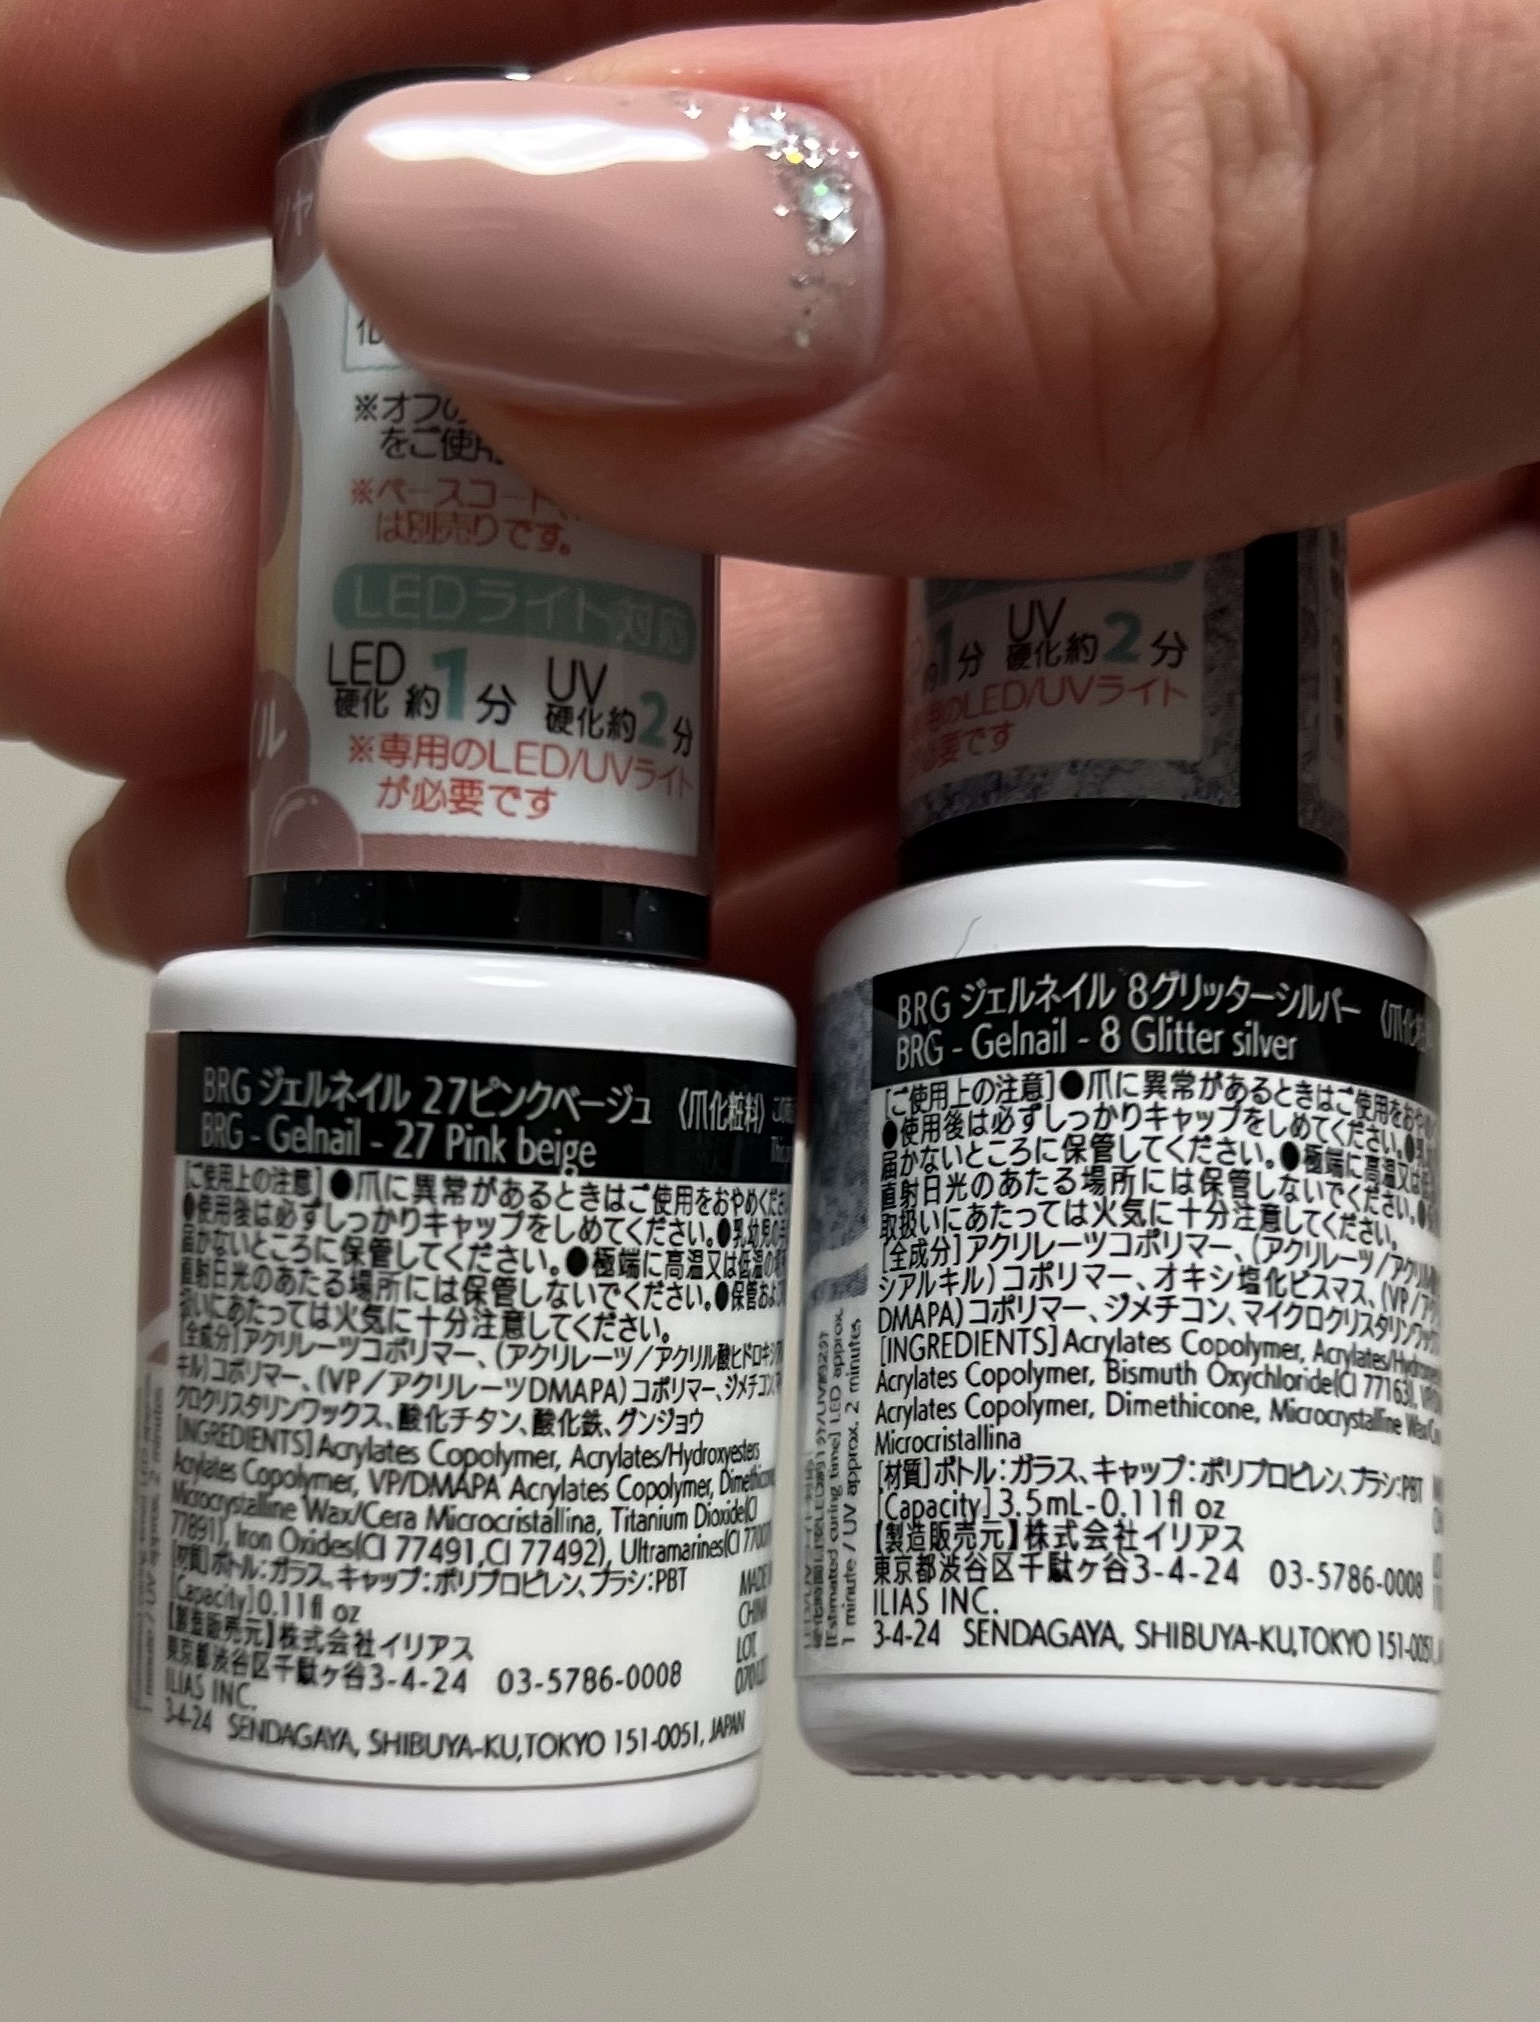 ツヤ
化
※オフの
をご使用
※ベースコート
は別売りです。
LEDライト対応
LED
硬化 約1分
UV
硬化約2分
※専用のLED/UVライト
が必要です
ル
BRG ジェルネイル 27ピンクベージュ 〈爪化粧料〉
BRG - Gelnail - 27 Pink beige
[ご使用上の注意]●爪に異常があるときはご使用をおやめくださ
●使用後は必ずしっかりキャップをしめてください。●乳幼児の手
届かないところに保管してください。●極端に高温又は低温の場
直射日光のあたる場所には保管しないでください。●保管およ
扱いにあたっては火気に十分注意してください。
[全成分]アクリレーツコポリマー、(アクリレーツ/アクリル酸ヒドロキシ
キル)コポリマー、(VP/アクリレーツDMAPA)コポリマー、ジメチコン、
クロクリスタリンワックス、酸化チタン、酸化鉄、グンジョウ
[INGREDIENTS]Acrylates Copolymer, Acrylates/Hydroxyesters
Acrylates Copolymer, VP/DMAPA Acrylates Copolymer, Dimethicone,
Microcrystalline Wax/Cera Microcristallina, Titanium Dioxide(CI
77891), Iron Oxides(CI 77491,CI 77492), Ultramarines(CI 77007)
[材質]ボトル:ガラス、キャップ:ポリプロピレン、ブラシ:PBT
[Capacity]0.11fl oz
【製造販売元】株式会社イリアス
東京都渋谷区千駄ヶ谷3-4-24 03-5786-0008
ILIAS INC.
3-4-24 SENDAGAYA, SHIBUYA-KU,TOKYO 151-0051, JAPAN
MADE
CHINA
LOT.
1分
UV
硬化約2分
のLED/UVライト
必要です
BRG ジェルネイル 8グリッターシルバー 〈爪化粧
BRG - Gelnail - 8 Glitter silver
[ご使用上の注意]●爪に異常があるときはご使用をおや
●使用後は必ずしっかりキャップをしめてください。●乳
届かないところに保管してください。●極端に高温又は
直射日光のあたる場所には保管しないでください。●
取扱いにあたっては火気に十分注意してください。
[全成分]アクリレーツコポリマー、(アクリレーツ/アクリル
シアルキル)コポリマー、オキシ塩化ビスマス、(VP/ア
DMAPA)コポリマー、ジメチコン、マイクロクリスタリンワック
[INGREDIENTS]Acrylates Copolymer, Acrylates/Hydroxyes
Acrylates Copolymer, Bismuth Oxychloride(CI 77163), VP/D
Acrylates Copolymer, Dimethicone, Microcrystalline Wax/Ce
Microcristallina
[材質]ボトル:ガラス、キャップ:ポリプロピレン、ブラシ:PBT
[Capacity]3.5mL-0.11fl oz
【製造販売元】株式会社イリアス
東京都渋谷区千駄ヶ谷3-4-24 03-5786-0008
ILIAS INC.
3-4-24 SENDAGAYA, SHIBUYA-KU,TOKYO 151-0051,
[Estimated curing time] LED approx.
1 minute / UV approx. 2 minutes